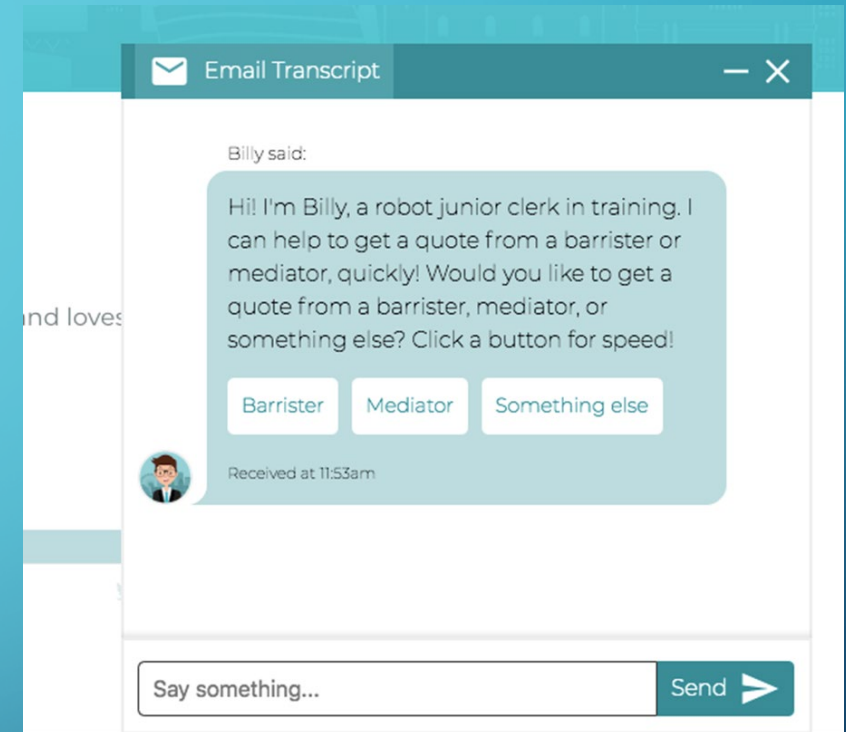 Email Transcript
Billy said:
Hi! I'm Billy, a robot junior clerk in training. I
can help to get a quote from a barrister or
mediator, quickly! Would you like to get a
quote from a barrister, mediator, or
something else? Click a button for speed!
and loves
Barrister Mediator Something else
Received at 11:53am
Say something... Send